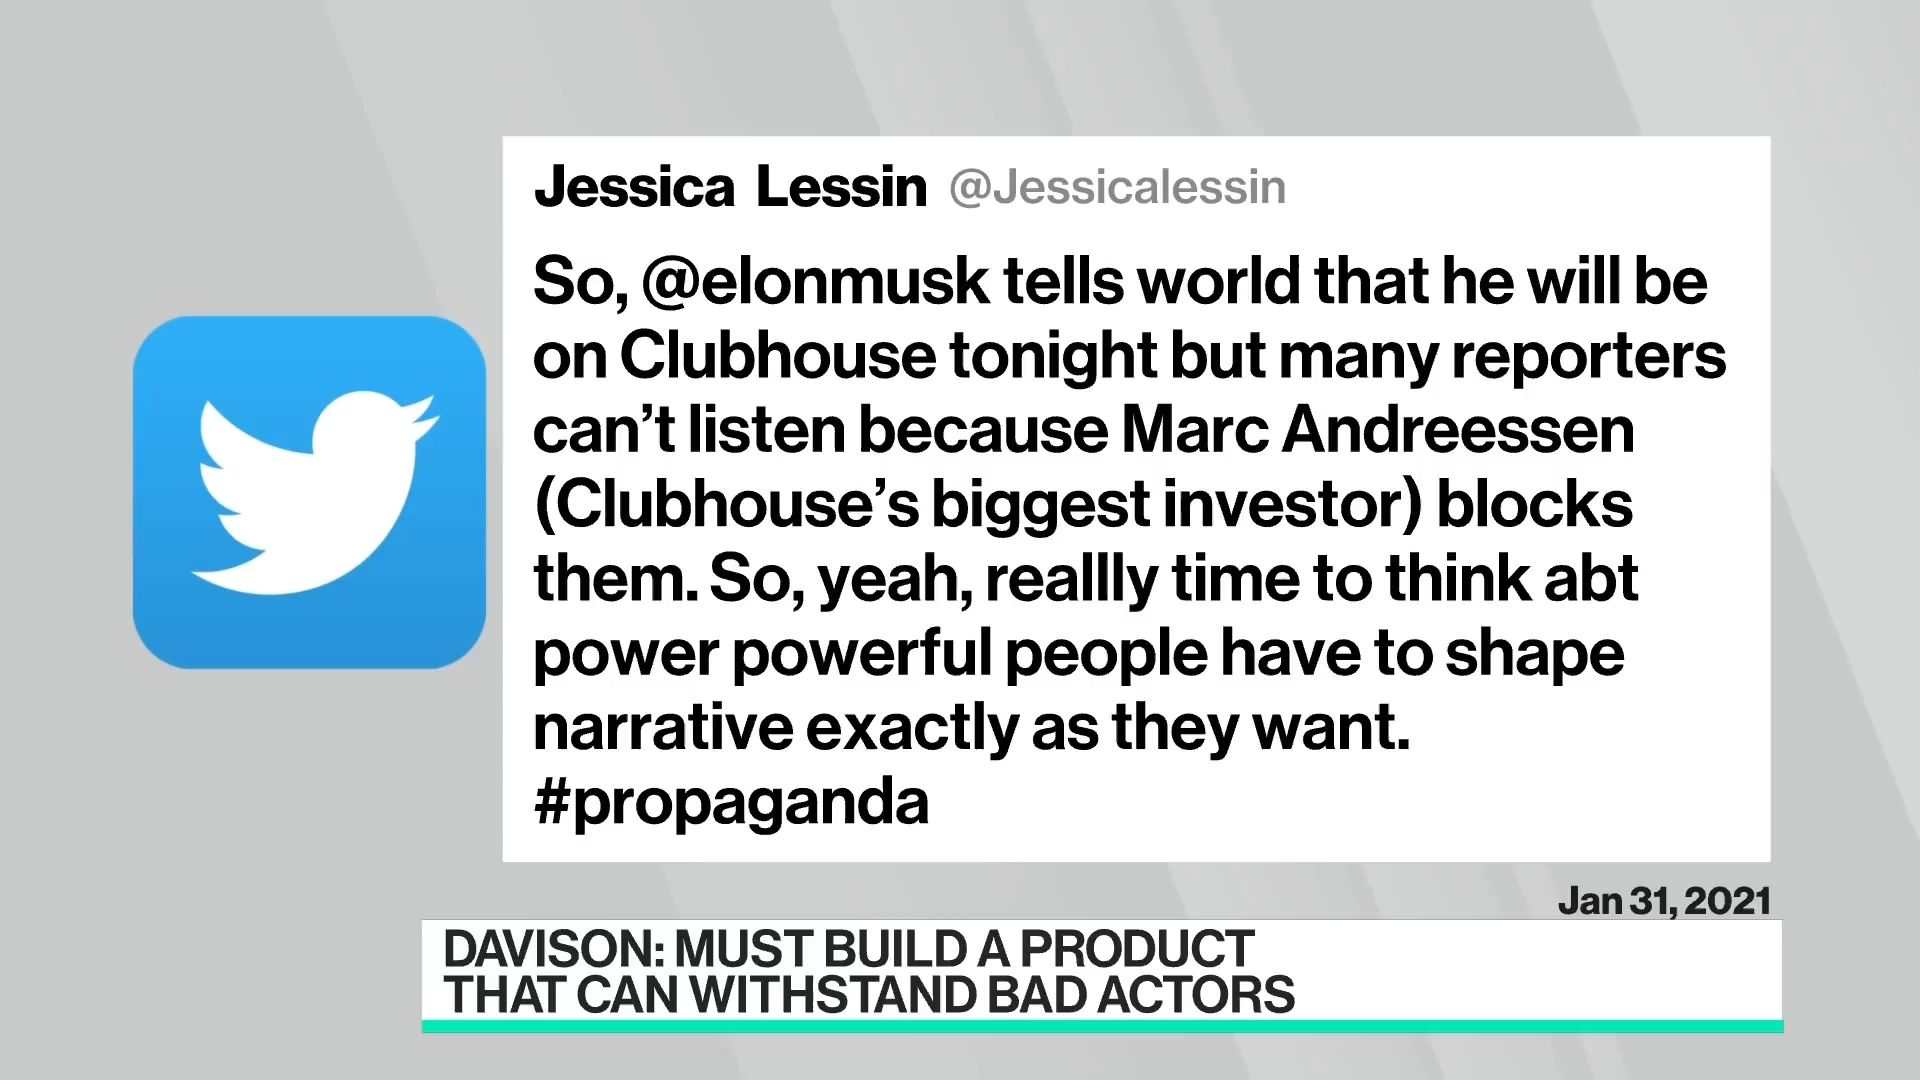 Jessica Lessin @Jessicalessin
So, @elonmusk tells world that he will be
on Clubhouse tonight but many reporters
can’t listen because Marc Andreessen
(Clubhouse’s biggest investor) blocks
them. So, yeah, reallly time to think abt
power powerful people have to shape
narrative exactly as they want.
#propaganda
Jan 31, 2021
DAVISON: MUST BUILD A PRODUCT
THAT CAN WITHSTAND BAD ACTORS